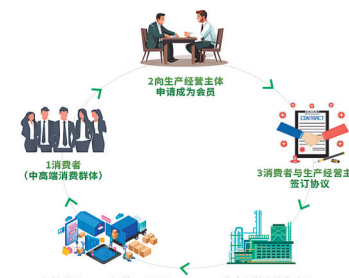 2向生产经营主体
申请成为会员
CONTRACT
1消费者
（中高端消费群体）
3消费者与生产经营主
签订协议